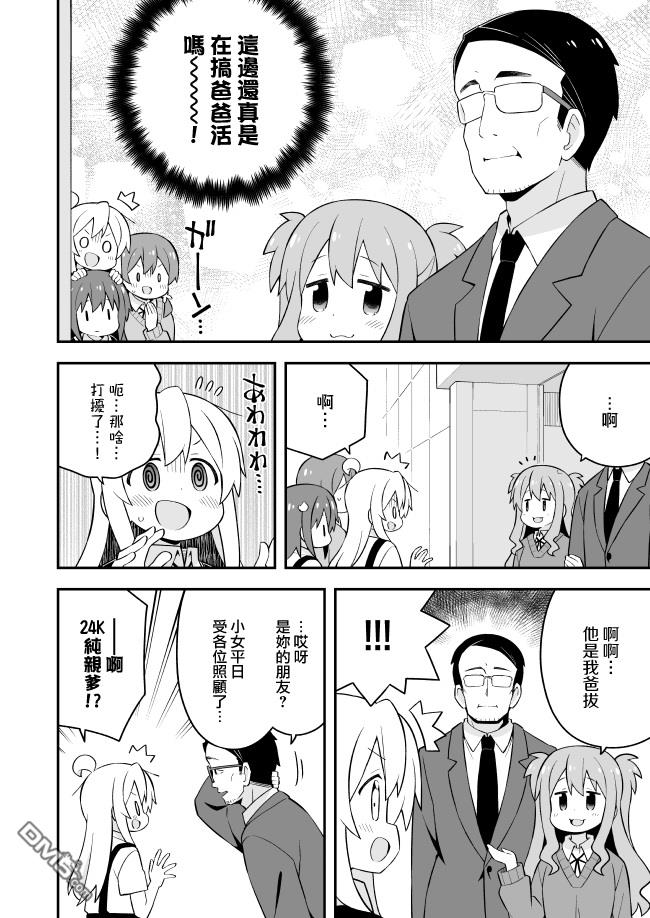 這邊還真是
在搞爸爸活
嗎～～～～！
ガーン…
…啊
啊…
あわわわ…
呃…那啥…
打擾了…！
啊啊…
他是我爸拔
!!!
…哎呀
是妳的朋友？
小女平日
受各位照顧了…
——啊
24K
純親爹!?
DM5.com